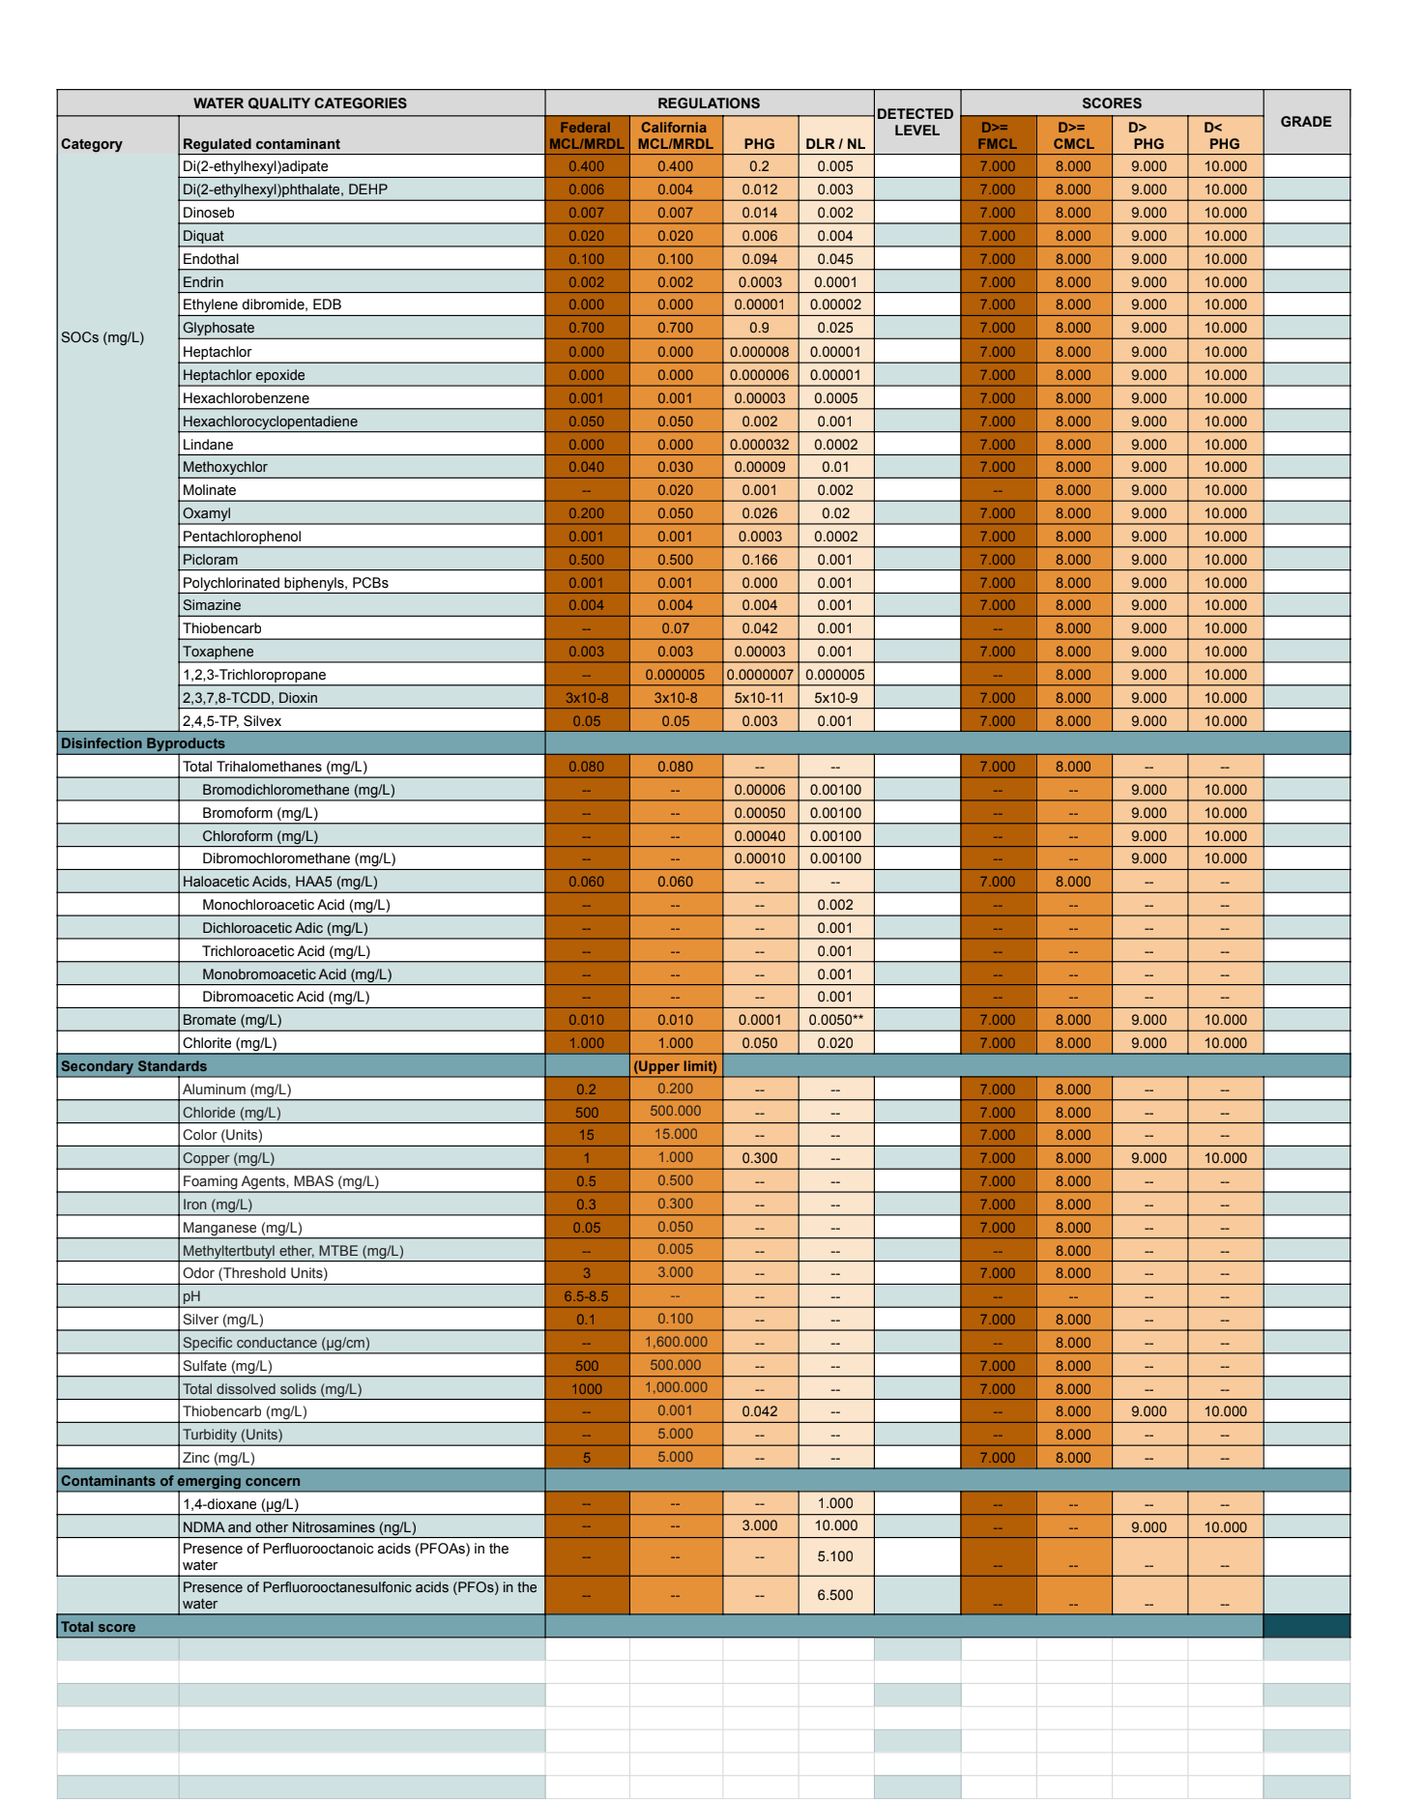 WATER QUALITY CATEGORIES REGULATIONS DETECTED LEVEL SCORES GRADE
Category Regulated contaminant Federal MCL/MRDL California MCL/MRDL PHG DLR / NL D>= FMCL D>= CMCL D> PHG D< PHG
SOCs (mg/L)
Di(2-ethylhexyl)adipate 0.400 0.400 0.2 0.005 7.000 8.000 9.000 10.000
Di(2-ethylhexyl)phthalate, DEHP 0.006 0.004 0.012 0.003 7.000 8.000 9.000 10.000
Dinoseb 0.007 0.007 0.014 0.002 7.000 8.000 9.000 10.000
Diquat 0.020 0.020 0.006 0.004 7.000 8.000 9.000 10.000
Endothal 0.100 0.100 0.094 0.045 7.000 8.000 9.000 10.000
Endrin 0.002 0.002 0.0003 0.0001 7.000 8.000 9.000 10.000
Ethylene dibromide, EDB 0.000 0.000 0.00001 0.00002 7.000 8.000 9.000 10.000
Glyphosate 0.700 0.700 0.9 0.025 7.000 8.000 9.000 10.000
Heptachlor 0.000 0.000 0.000008 0.00001 7.000 8.000 9.000 10.000
Heptachlor epoxide 0.000 0.000 0.000006 0.00001 7.000 8.000 9.000 10.000
Hexachlorobenzene 0.001 0.001 0.00003 0.0005 7.000 8.000 9.000 10.000
Hexachlorocyclopentadiene 0.050 0.050 0.002 0.001 7.000 8.000 9.000 10.000
Lindane 0.000 0.000 0.000032 0.0002 7.000 8.000 9.000 10.000
Methoxychlor 0.040 0.030 0.00009 0.01 7.000 8.000 9.000 10.000
Molinate -- 0.020 0.001 0.002 -- 8.000 9.000 10.000
Oxamyl 0.200 0.050 0.026 0.02 7.000 8.000 9.000 10.000
Pentachlorophenol 0.001 0.001 0.0003 0.0002 7.000 8.000 9.000 10.000
Picloram 0.500 0.500 0.166 0.001 7.000 8.000 9.000 10.000
Polychlorinated biphenyls, PCBs 0.001 0.001 0.000 0.001 7.000 8.000 9.000 10.000
Simazine 0.004 0.004 0.004 0.001 7.000 8.000 9.000 10.000
Thiobencarb -- 0.07 0.042 0.001 -- 8.000 9.000 10.000
Toxaphene 0.003 0.003 0.00003 0.001 7.000 8.000 9.000 10.000
1,2,3-Trichloropropane -- 0.000005 0.0000007 0.000005 -- 8.000 9.000 10.000
2,3,7,8-TCDD, Dioxin 3x10-8 3x10-8 5x10-11 5x10-9 7.000 8.000 9.000 10.000
2,4,5-TP, Silvex 0.05 0.05 0.003 0.001 7.000 8.000 9.000 10.000
Disinfection Byproducts
Total Trihalomethanes (mg/L) 0.080 0.080 -- -- 7.000 8.000 -- --
Bromodichloromethane (mg/L) -- -- 0.00006 0.00100 -- -- 9.000 10.000
Bromoform (mg/L) -- -- 0.00050 0.00100 -- -- 9.000 10.000
Chloroform (mg/L) -- -- 0.00040 0.00100 -- -- 9.000 10.000
Dibromochloromethane (mg/L) -- -- 0.00010 0.00100 -- -- 9.000 10.000
Haloacetic Acids, HAA5 (mg/L) 0.060 0.060 -- -- 7.000 8.000 -- --
Monochloroacetic Acid (mg/L) -- -- -- 0.002 -- -- -- --
Dichloroacetic Adic (mg/L) -- -- -- 0.001 -- -- -- --
Trichloroacetic Acid (mg/L) -- -- -- 0.001 -- -- -- --
Monobromoacetic Acid (mg/L) -- -- -- 0.001 -- -- -- --
Dibromoacetic Acid (mg/L) -- -- -- 0.001 -- -- -- --
Bromate (mg/L) 0.010 0.010 0.0001 0.0050** 7.000 8.000 9.000 10.000
Chlorite (mg/L) 1.000 1.000 0.050 0.020 7.000 8.000 9.000 10.000
Secondary Standards (Upper limit)
Aluminum (mg/L) 0.2 0.200 -- -- 7.000 8.000 -- --
Chloride (mg/L) 500 500.000 -- -- 7.000 8.000 -- --
Color (Units) 15 15.000 -- -- 7.000 8.000 -- --
Copper (mg/L) 1 1.000 0.300 -- 7.000 8.000 9.000 10.000
Foaming Agents, MBAS (mg/L) 0.5 0.500 -- -- 7.000 8.000 -- --
Iron (mg/L) 0.3 0.300 -- -- 7.000 8.000 -- --
Manganese (mg/L) 0.05 0.050 -- -- 7.000 8.000 -- --
Methyltertbutyl ether, MTBE (mg/L) -- 0.005 -- -- -- 8.000 -- --
Odor (Threshold Units) 3 3.000 -- -- 7.000 8.000 -- --
pH 6.5-8.5 -- -- -- -- -- -- --
Silver (mg/L) 0.1 0.100 -- -- 7.000 8.000 -- --
Specific conductance (µg/cm) -- 1,600.000 -- -- -- 8.000 -- --
Sulfate (mg/L) 500 500.000 -- -- 7.000 8.000 -- --
Total dissolved solids (mg/L) 1000 1,000.000 -- -- 7.000 8.000 -- --
Thiobencarb (mg/L) -- 0.001 0.042 -- -- 8.000 9.000 10.000
Turbidity (Units) -- 5.000 -- -- -- 8.000 -- --
Zinc (mg/L) 5 5.000 -- -- 7.000 8.000 -- --
Contaminants of emerging concern
1,4-dioxane (µg/L) -- -- -- 1.000 -- -- -- --
NDMA and other Nitrosamines (ng/L) -- -- 3.000 10.000 -- -- 9.000 10.000
Presence of Perfluorooctanoic acids (PFOAs) in the
water -- -- -- 5.100 -- -- -- --
Presence of Perfluorooctanesulfonic acids (PFOs) in the
water -- -- -- 6.500 -- -- -- --
Total score